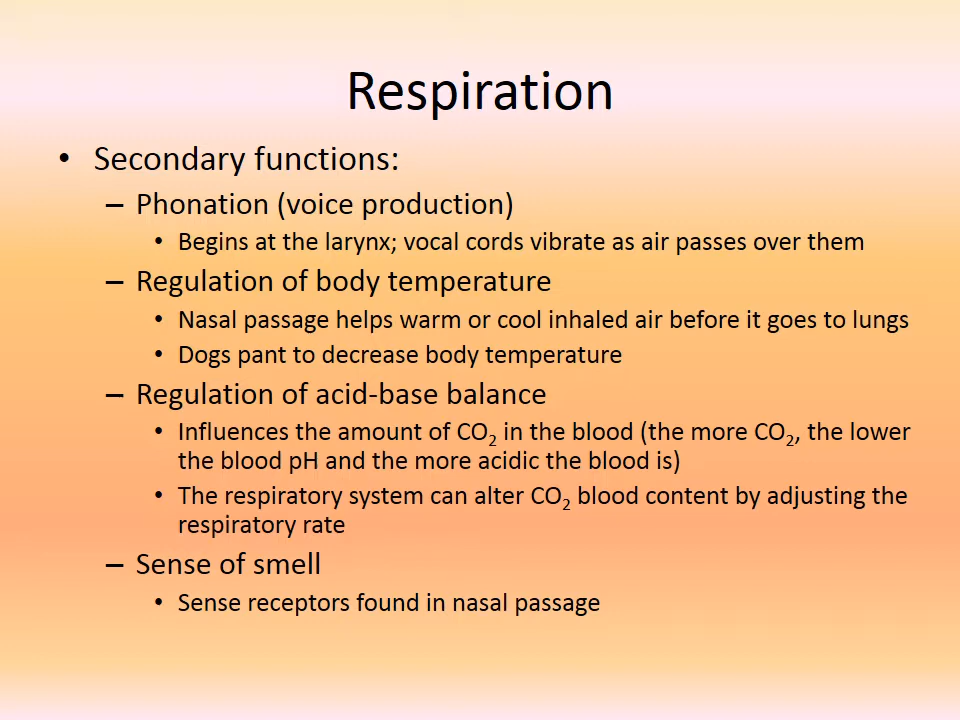 Respiration
• Secondary functions:
– Phonation (voice production)
• Begins at the larynx; vocal cords vibrate as air passes over them
– Regulation of body temperature
• Nasal passage helps warm or cool inhaled air before it goes to lungs
• Dogs pant to decrease body temperature
– Regulation of acid-base balance
• Influences the amount of CO₂ in the blood (the more CO₂, the lower
the blood pH and the more acidic the blood is)
• The respiratory system can alter CO₂ blood content by adjusting the
respiratory rate
– Sense of smell
• Sense receptors found in nasal passage